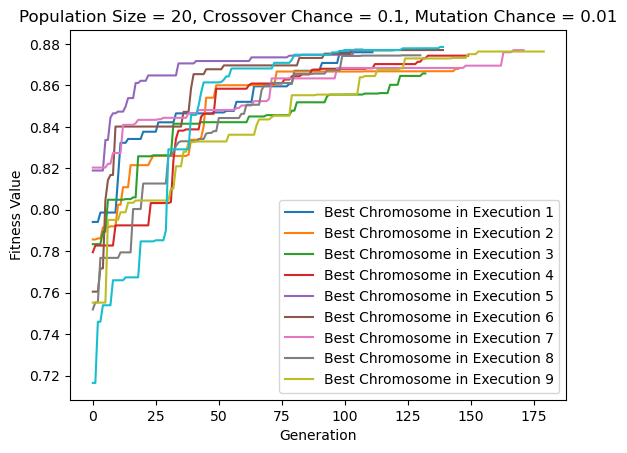 Population Size = 20, Crossover Chance = 0.1, Mutation Chance = 0.01
Fitness Value
0.88
0.86
0.84
0.82
0.80
0.78
0.76
0.74
0.72
Best Chromosome in Execution 1
Best Chromosome in Execution 2
Best Chromosome in Execution 3
Best Chromosome in Execution 4
Best Chromosome in Execution 5
Best Chromosome in Execution 6
Best Chromosome in Execution 7
Best Chromosome in Execution 8
Best Chromosome in Execution 9
0 25 50 75 100 125 150 175
Generation